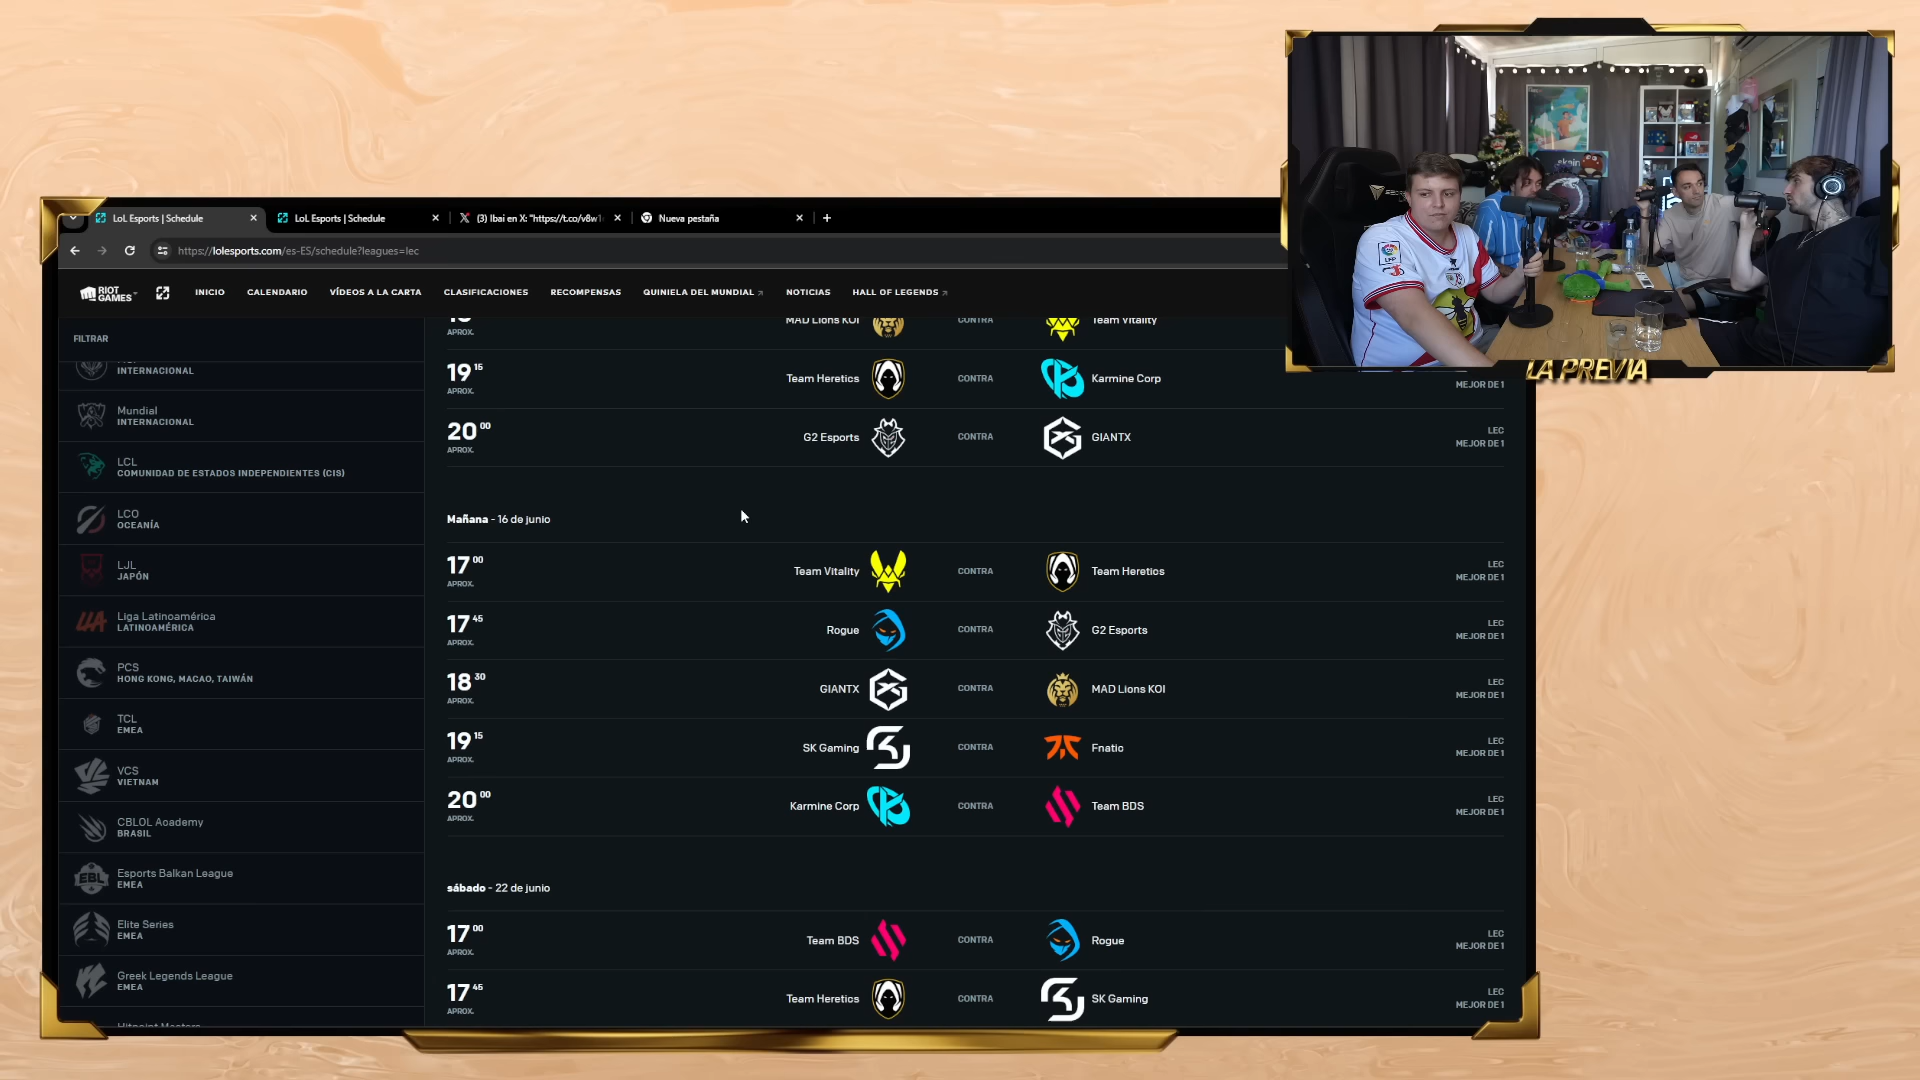 LoL Esports | Schedule
LoL Esports | Schedule
(3) Ibai en X: "https://t.co/v8w1
Nueva pestaña
https://lolesports.com/es-ES/schedule?leagues=lec
RIOT GAMES
INICIO
CALENDARIO
VÍDEOS A LA CARTA
CLASIFICACIONES
RECOMPENSAS
QUINIELA DEL MUNDIAL
NOTICIAS
HALL OF LEGENDS
FILTRAR
INTERNACIONAL
Mundial
INTERNACIONAL
LCL
COMUNIDAD DE ESTADOS INDEPENDIENTES (CIS)
LCO
OCEANÍA
LJL
JAPÓN
Liga Latinoamérica
LATINOAMÉRICA
PCS
HONG KONG, MACAO, TAIWÁN
TCL
EMEA
VCS
VIETNAM
CBLOL Academy
BRASIL
Esports Balkan League
EMEA
Elite Series
EMEA
Greek Legends League
EMEA
Hitpoint Masters
APROX.
MAD Lions KOI
CONTRA
Team Vitality
19 15
APROX.
Team Heretics
CONTRA
Karmine Corp
MEJOR DE 1
20 00
APROX.
G2 Esports
CONTRA
GIANTX
LEC
MEJOR DE 1
Mañana - 16 de junio
17 00
APROX.
Team Vitality
CONTRA
Team Heretics
LEC
MEJOR DE 1
17 45
APROX.
Rogue
CONTRA
G2 Esports
LEC
MEJOR DE 1
18 30
APROX.
GIANTX
CONTRA
MAD Lions KOI
LEC
MEJOR DE 1
19 15
APROX.
SK Gaming
CONTRA
Fnatic
LEC
MEJOR DE 1
20 00
APROX.
Karmine Corp
CONTRA
Team BDS
LEC
MEJOR DE 1
sábado - 22 de junio
17 00
APROX.
Team BDS
CONTRA
Rogue
LEC
MEJOR DE 1
17 45
APROX.
Team Heretics
CONTRA
SK Gaming
LEC
MEJOR DE 1
LA PREVIA